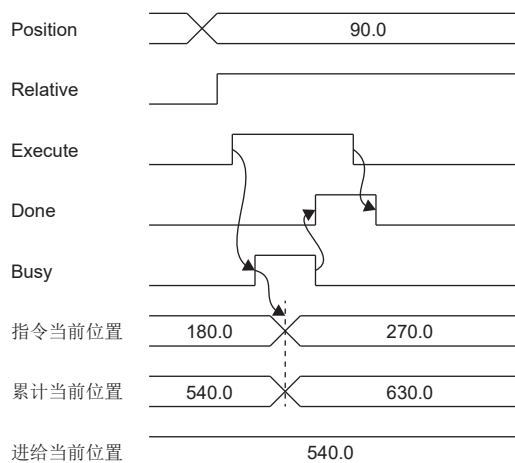 Position 90.0
Relative
Execute
Done
Busy
指令当前位置 180.0 270.0
累计当前位置 540.0 630.0
进给当前位置 540.0